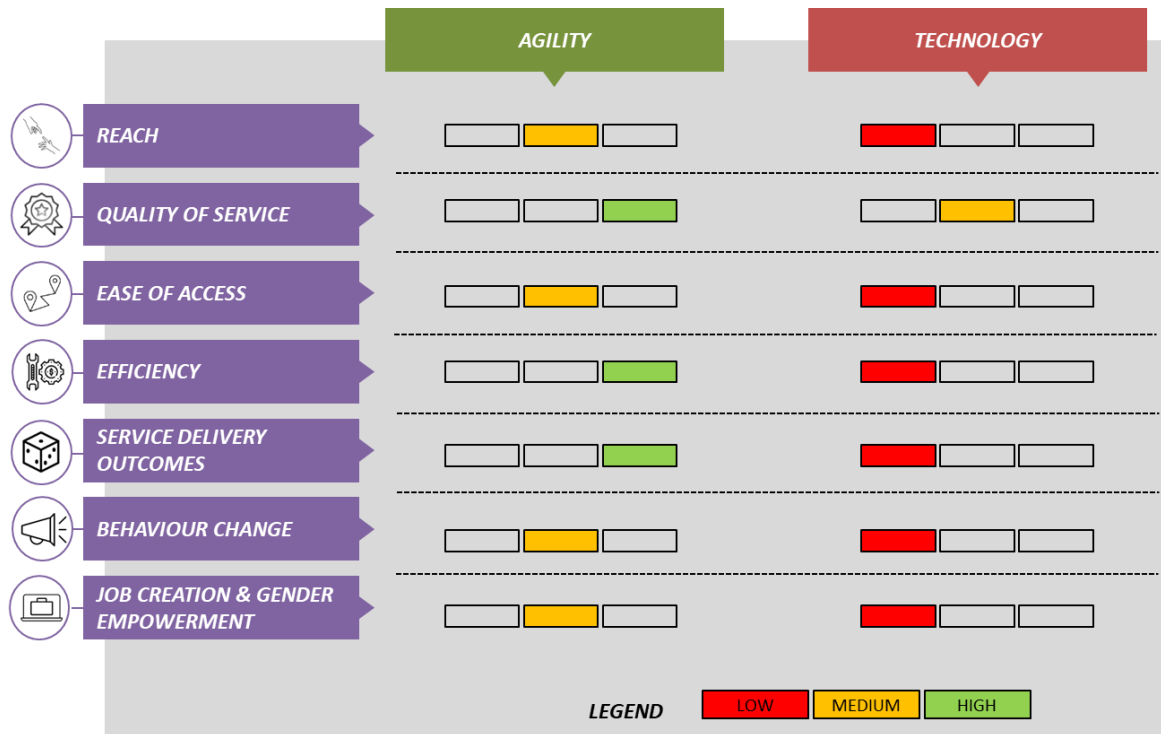 AGILITY
TECHNOLOGY
REACH
QUALITY OF SERVICE
EASE OF ACCESS
EFFICIENCY
SERVICE DELIVERY
OUTCOMES
BEHAVIOUR CHANGE
JOB CREATION & GENDER
EMPOWERMENT
LEGEND
LOW
MEDIUM
HIGH